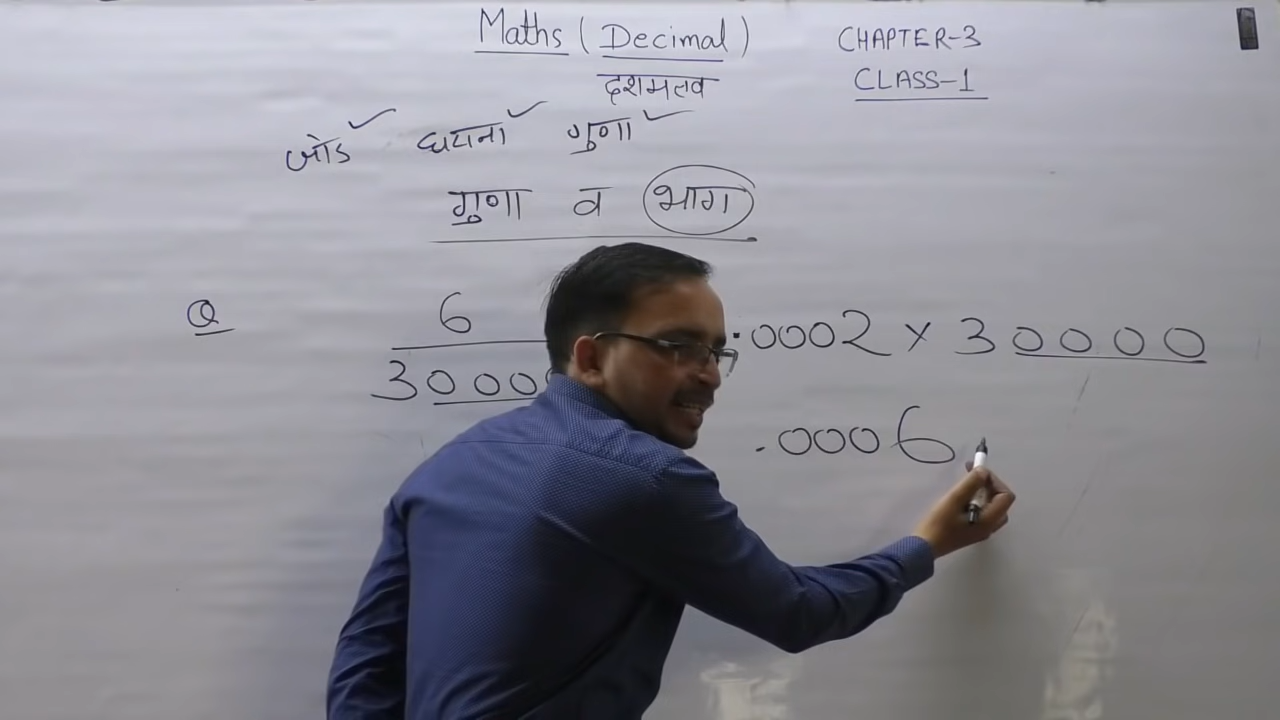 Maths (Decimal) CHAPTER-3
दशमलव CLASS-1
जोड घटाना गुणा
गुणा व भाग
Q 6 .0002 × 30000
3000
.0006